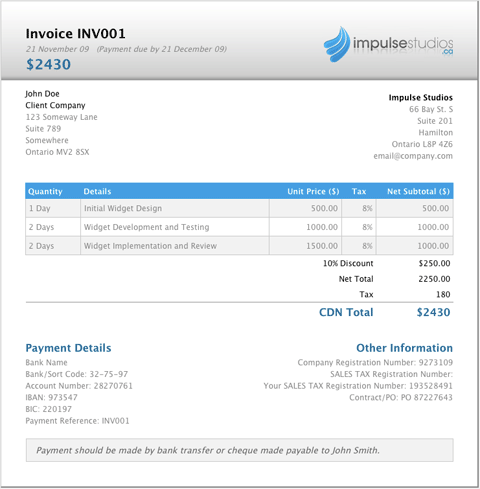 Invoice INV001
21 November 09 (Payment due by 21 December 09)
$2430
impulsestudios
.ca
John Doe
Client Company
123 Someway Lane
Suite 789
Somewhere
Ontario MV2 8SX
Impulse Studios
66 Bay St. S
Suite 201
Hamilton
Ontario L8P 4Z6
email@company.com
Quantity Details Unit Price ($) Tax Net Subtotal ($)
1 Day Initial Widget Design 500.00 8% 500.00
2 Days Widget Development and Testing 1000.00 8% 1000.00
2 Days Widget Implementation and Review 1500.00 8% 1000.00
10% Discount $250.00
Net Total 2250.00
Tax 180
CDN Total $2430
Payment Details
Bank Name
Bank/Sort Code: 32-75-97
Account Number: 28270761
IBAN: 973547
BIC: 220197
Payment Reference: INV001
Other Information
Company Registration Number: 9273109
SALES TAX Registration Number:
Your SALES TAX Registration Number: 193528491
Contract/PO: PO 87227643
Payment should be made by bank transfer or cheque made payable to John Smith.